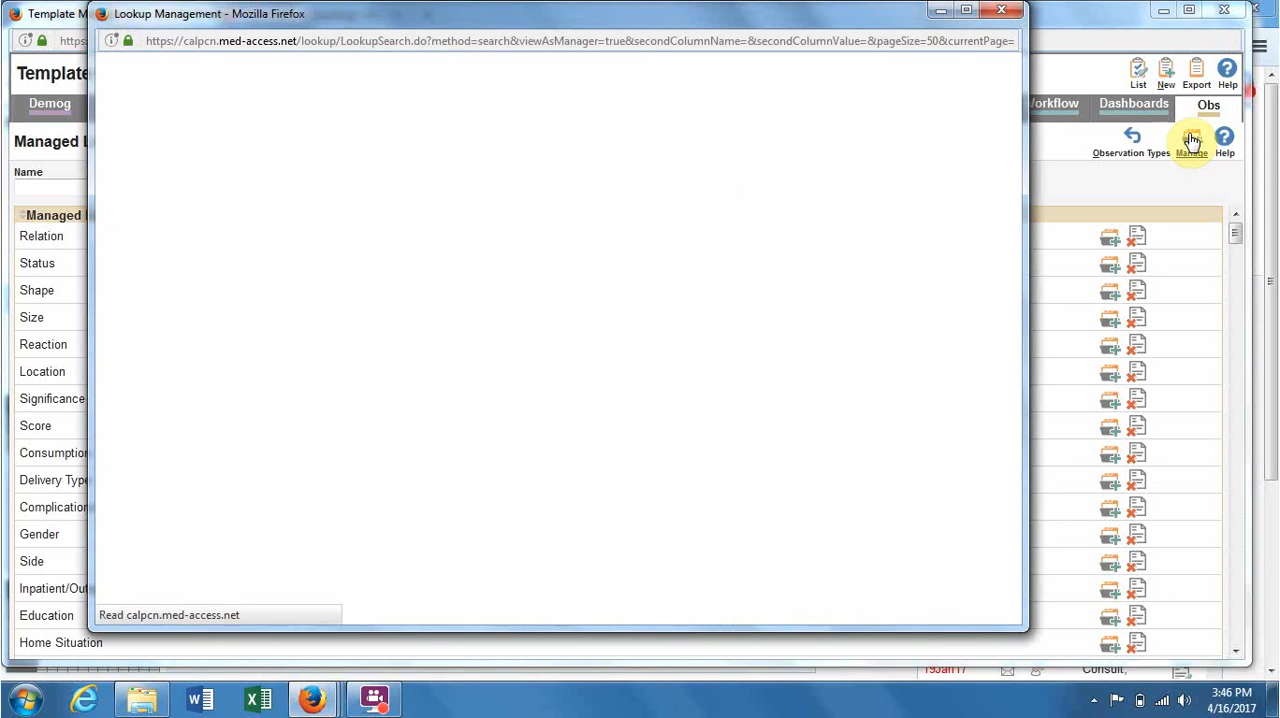 Template M
Lookup Management - Mozilla Firefox
https
https://calpcn.med-access.net/lookup/LookupSearch.do?method=search&viewAsManager=true&secondColumnName=&secondColumnValue=&pageSize=50&currentPage=
Template
List New Export Help
Demog
orkflow Dashboards Obs
Managed L
Observation Types Manage Help
Name
Managed
Relation
Status
Shape
Size
Reaction
Location
Significance
Score
Consumption
Delivery Type
Complication
Gender
Side
Inpatient/Out
Education
Read calpcn.med-access.net
Home Situation
19Jan17 Consult,
3:46 PM
4/16/2017